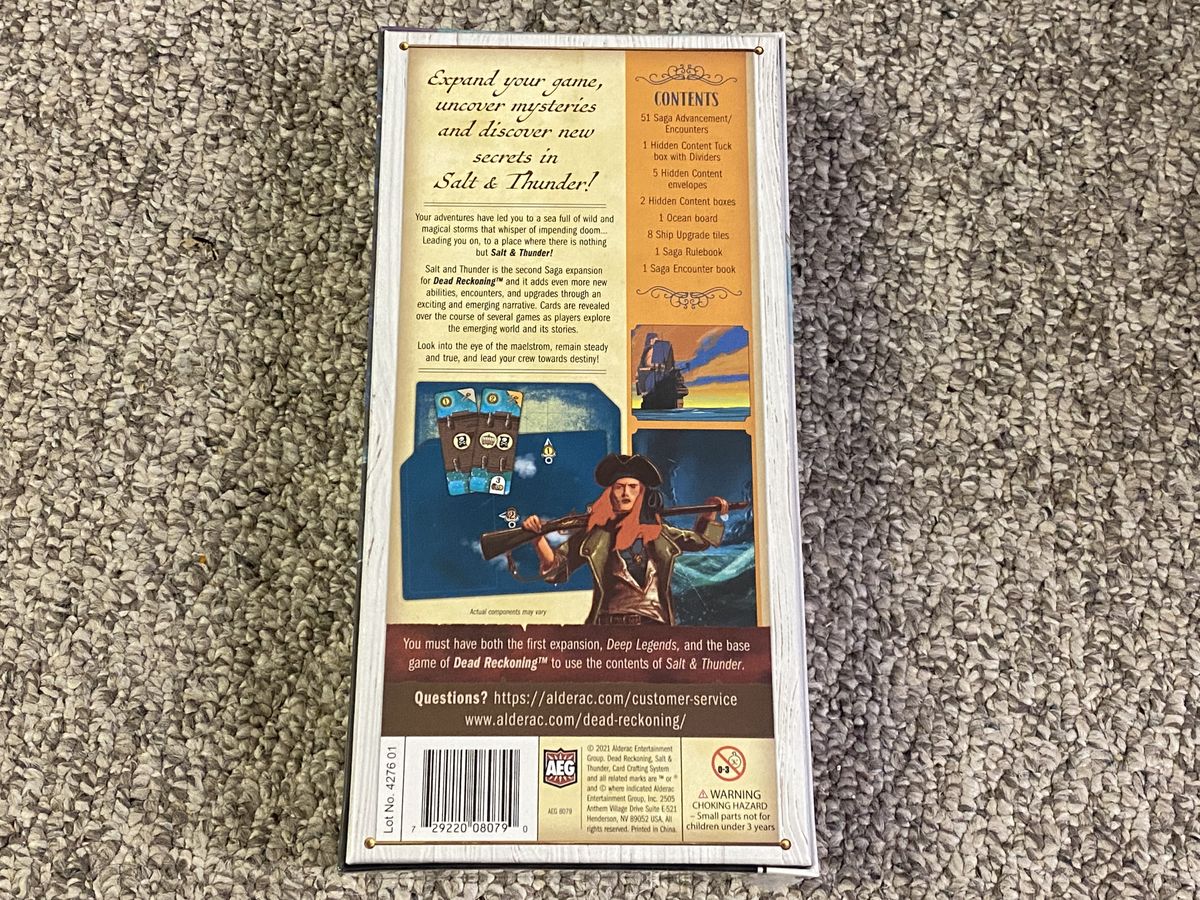 Expand your game,
uncover mysteries
and discover new
secrets in
Salt & Thunder!
Your adventures have led you to a sea full of wild and
magical storms that whisper of impending doom...
Leading you on, to a place where there is nothing
but Salt & Thunder!
Salt and Thunder is the second Saga expansion
for Dead Reckoning™ and it adds even more new
abilities, encounters, and upgrades through an
exciting and emerging narrative. Cards are revealed
over the course of several games as players explore
the emerging world and its stories.
Look into the eye of the maelstrom, remain steady
and true, and lead your crew towards destiny!
CONTENTS
51 Saga Advancement/
Encounters
1 Hidden Content Tuck
box with Dividers
5 Hidden Content
envelopes
2 Hidden Content boxes
1 Ocean board
8 Ship Upgrade tiles
1 Saga Rulebook
1 Saga Encounter book
1
2
3
1
2
Actual components may vary
You must have both the first expansion, Deep Legends, and the base
game of Dead Reckoning™ to use the contents of Salt & Thunder.
Questions? https://alderac.com/customer-service
www.alderac.com/dead-reckoning/
Lot No. 4276 01
7 29220 08079 0
AEG
AEG 8079
© 2021 Alderac Entertainment
Group. Dead Reckoning, Salt &
Thunder, Card Crafting System
and all related marks are ™ or ®
and © where indicated Alderac
Entertainment Group, Inc. 2505
Anthem Village Drive Suite E-521
Henderson, NV 89052 USA. All
rights reserved. Printed in China.
0-3
⚠ WARNING
CHOKING HAZARD
– Small parts not for
children under 3 years